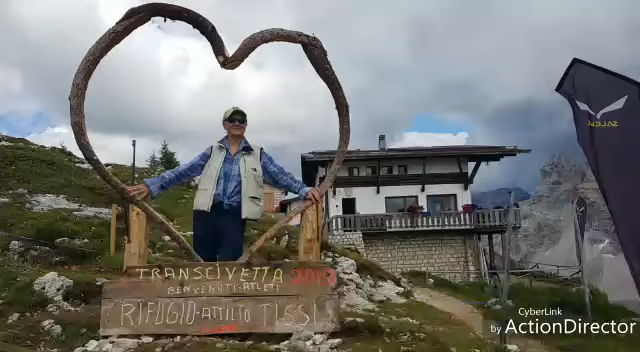 TRANSCIVETTA 2019
BENVENUTI ATLETI
RIFUGIO-ATTILIO TISSI
SALEWA
CyberLink
by ActionDirector